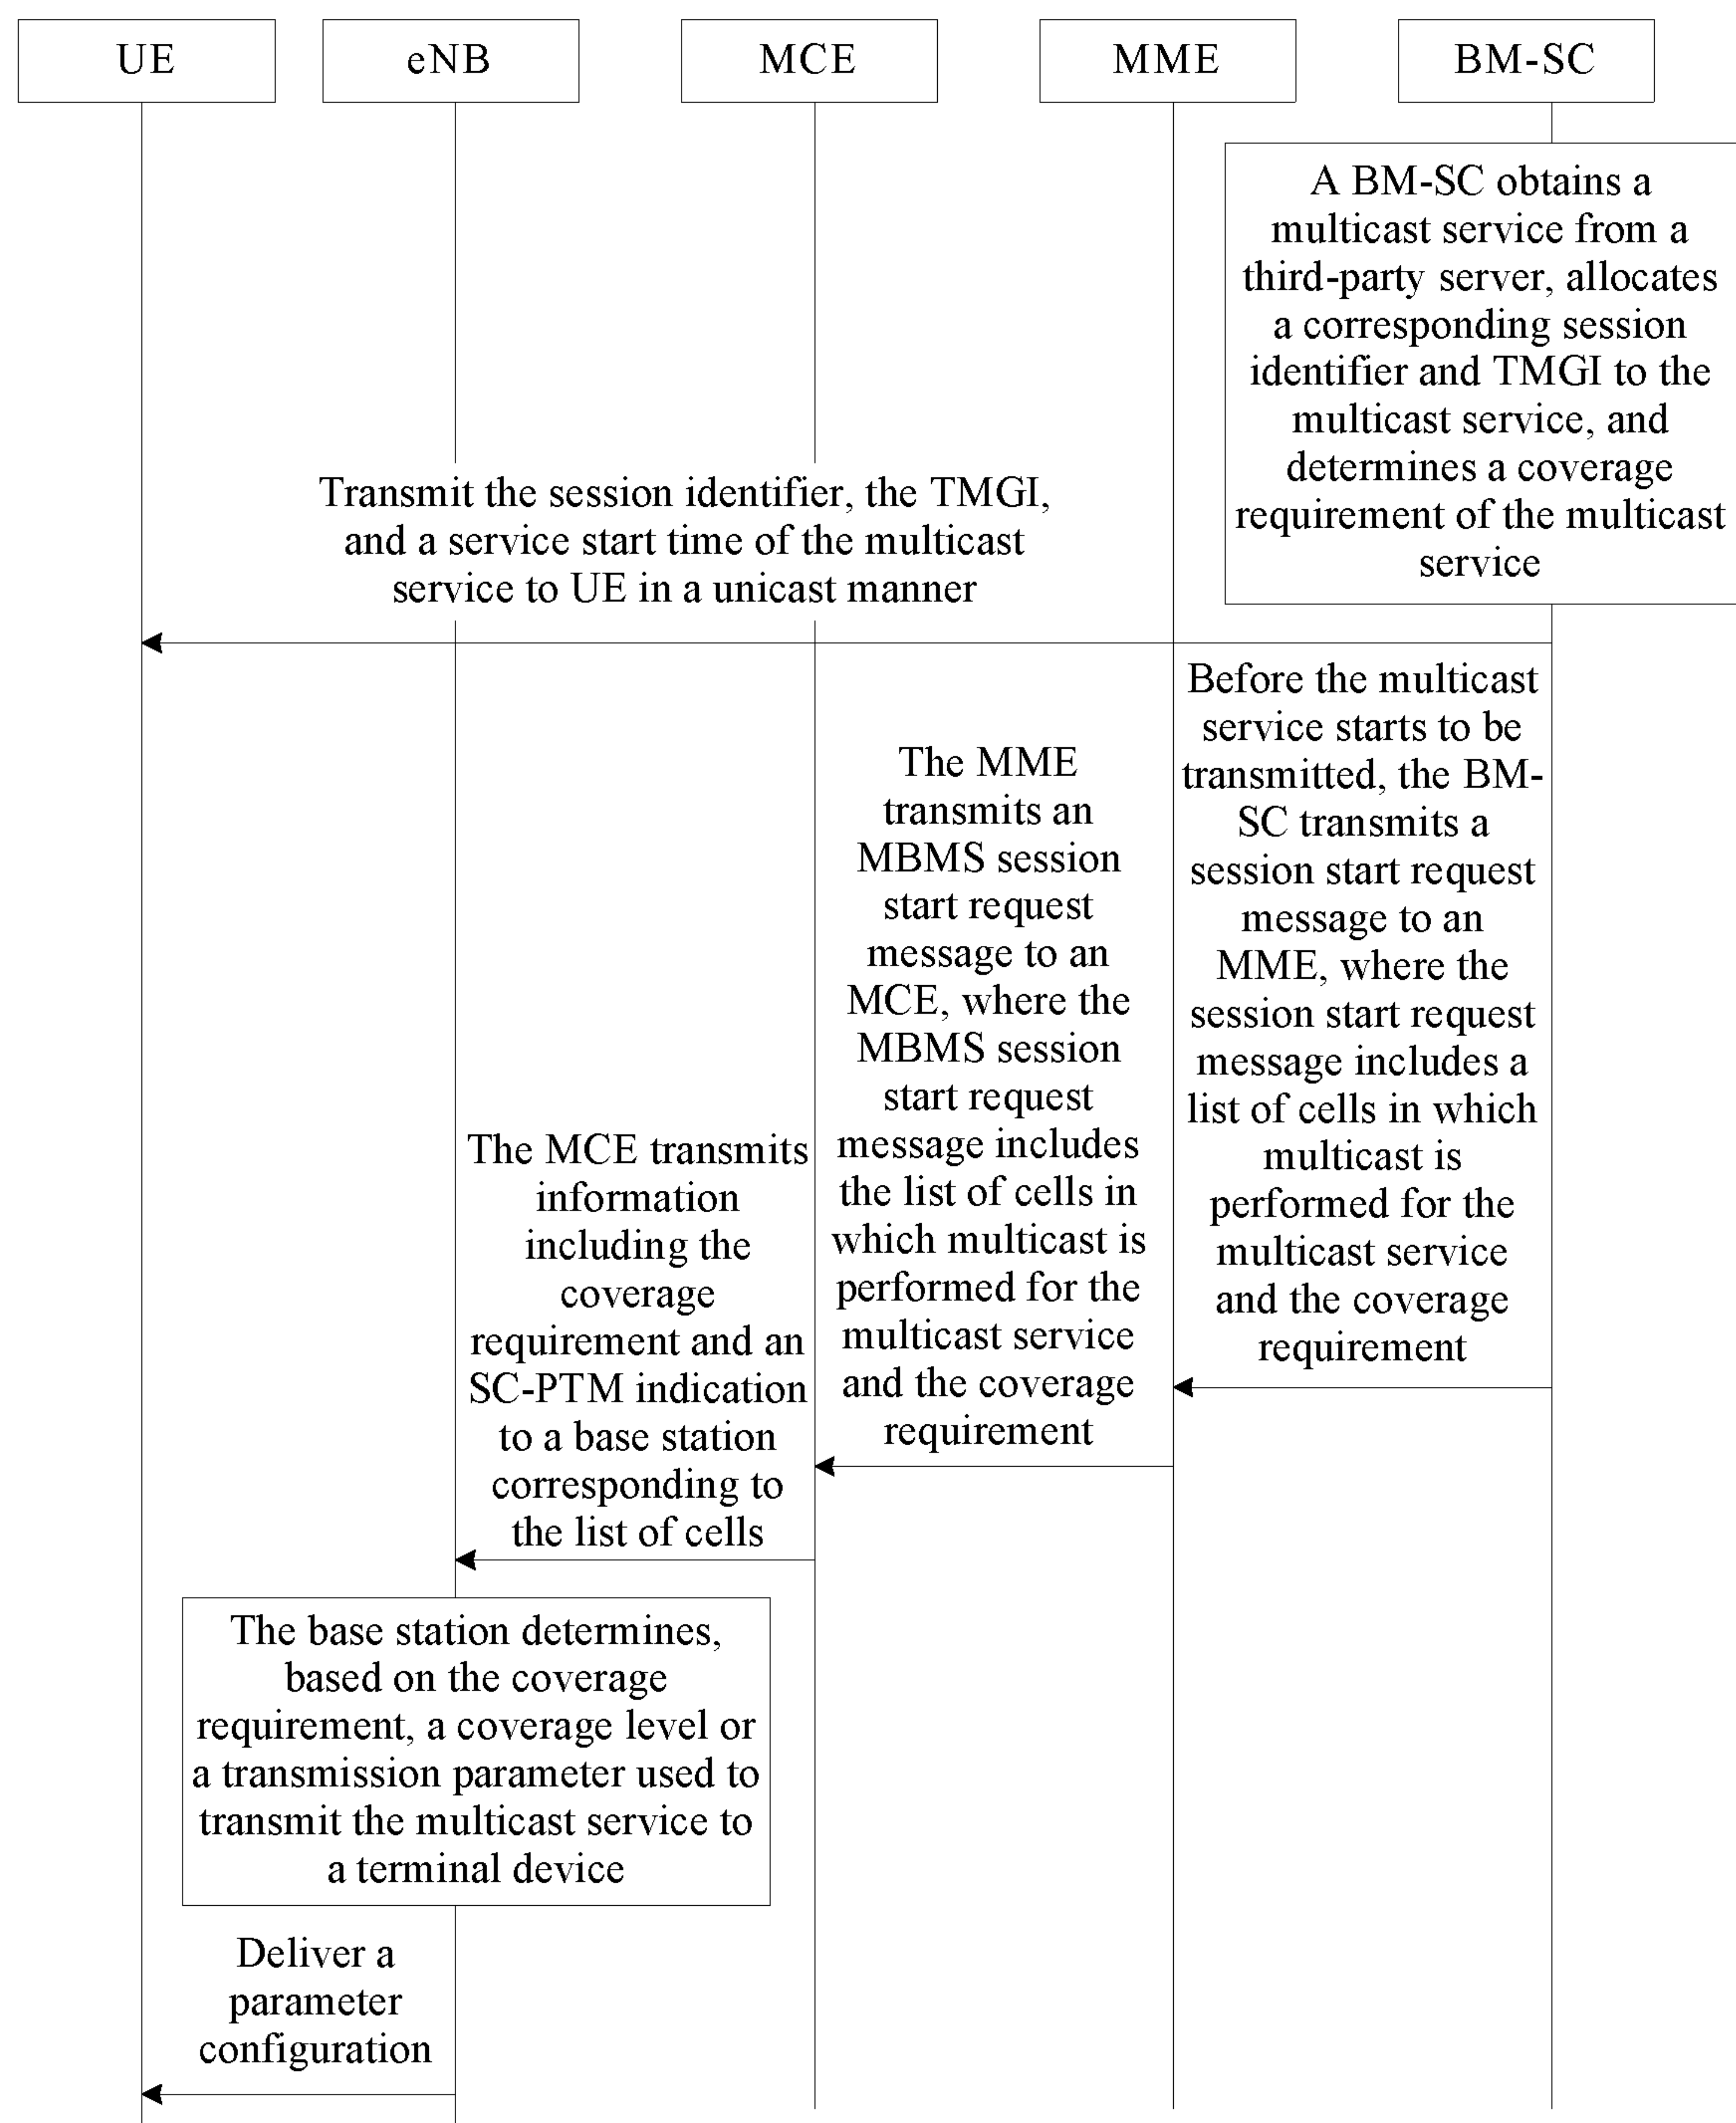 UE
eNB
MCE
MME
BM-SC
A BM-SC obtains a
multicast service from a
third-party server, allocates
a corresponding session
identifier and TMGI to the
multicast service, and
determines a coverage
requirement of the multicast
service
Transmit the session identifier, the TMGI,
and a service start time of the multicast
service to UE in a unicast manner
Before the multicast
service starts to be
transmitted, the BM-
SC transmits a
session start request
message to an
MME, where the
session start request
message includes a
list of cells in which
multicast is
performed for the
multicast service
and the coverage
requirement
The MME
transmits an
MBMS session
start request
message to an
MCE, where the
MBMS session
start request
message includes
the list of cells in
which multicast is
performed for the
multicast service
and the coverage
requirement
The MCE transmits
information
including the
coverage
requirement and an
SC-PTM indication
to a base station
corresponding to
the list of cells
The base station determines,
based on the coverage
requirement, a coverage level or
a transmission parameter used to
transmit the multicast service to
a terminal device
Deliver a
parameter
configuration